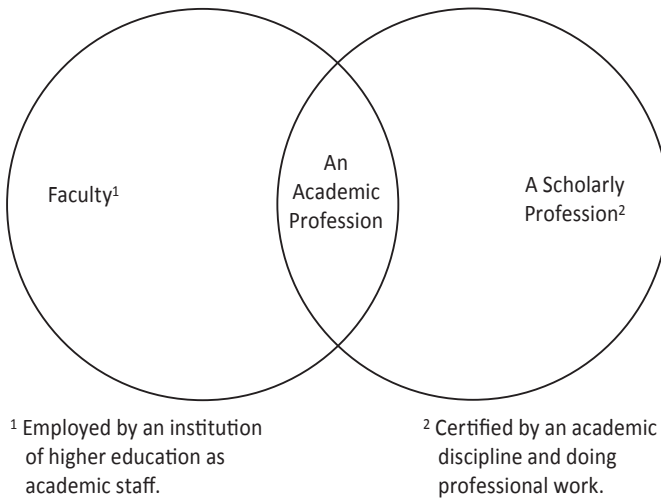 Faculty¹
An
Academic
Profession
A Scholarly
Profession²
¹ Employed by an institution
of higher education as
academic staff.
² Certified by an academic
discipline and doing
professional work.